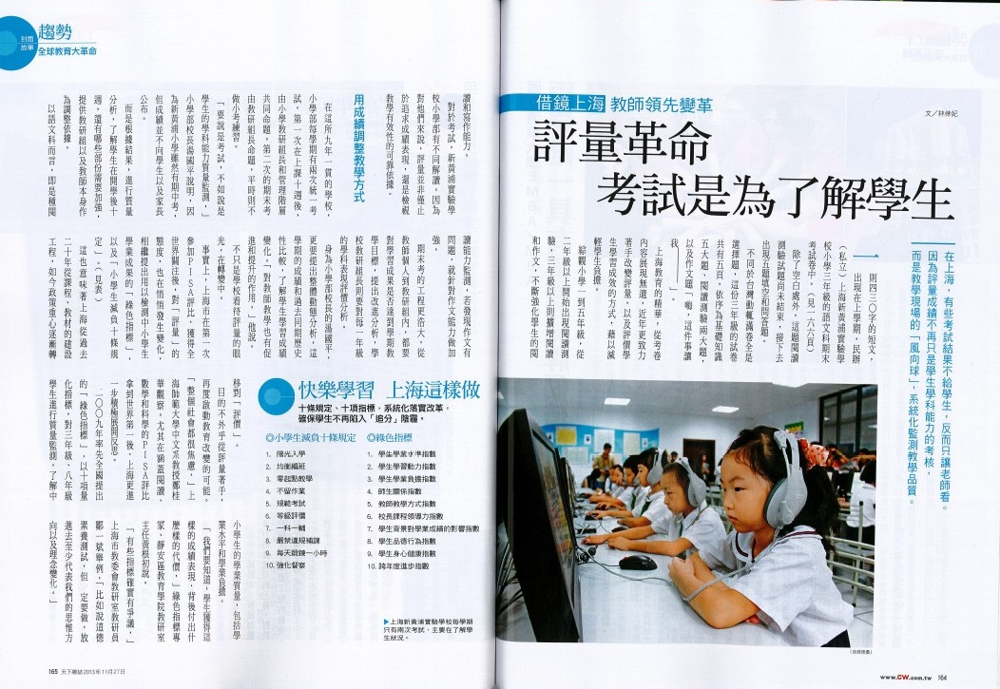 借鏡上海 教師領先變革
文/林倖妃
評量革命
考試是為了解學生
在上海,有些考試結果不給學生,反而只讓老師看。
因為評量成績不再只是學生學科能力的考核,
而是教學現場的「風向球」,系統化監測教學品質。
一則四三〇字的短文,
出現在上學期,民辦
(私立)上海新黃浦實驗學
校小學三年級的語文科期末
考試卷中。(見一六六頁)
除了空白處外,這題閱讀
測驗試題尚未結束,接下去
出現五題填空和問答題。
不同於台灣動輒滿卷全是
選擇題,這份三年級的試卷
共有五頁,依序為基礎知識
五大題、閱讀測驗兩大題,
以及作文題「嗨,這件事讓
我——」。
上海教育的精華,從考卷
內容展現無遺,近年更致力
著手改變評量,以及評價學
生學習成效的方式,藉以減
輕學生負擔。
綜觀小學一到五年級,從
二年級以上開始出現閱讀測
驗,三年級以上則擴增閱讀
和作文,不斷強化學生的
www.CW.com.tw 164
封面
故事
趨勢
全球教育大革命
讀和寫作能力。
對於考試,新黃浦實驗學
校小學部有不同解讀。因為
對他們來說,評量並非僅止
於追求成績表現,還是檢視
教學有效性的可靠依據。
用成績調整教學方式
在這所九年一貫的學校,
小學部每學期有兩次統一考
試,第一次在上課十週後,
由小學教研組長和管理階層
共同命題,第二次的期末考
由教研組長命題,平時則不
做小考練習。
「要說是考試,不如說是
學生的學科能力質量監測,」
小學部校長湯國平說明,因
為新黃浦小學雖然有期中考,
但成績並不向學生以及家長
公布。
而是根據結果,進行質量
分析,了解學生在開學後十
週,還有哪些部份需要加強,
提供教研組以及教師本身作
為調整依據。
以語文科而言,即是種閱
讀能力監測,若發現作文有
問題,就針對作文能力做加
強。
期末考的工程更浩大,從
教師個人到教研組內,都要
對學習成果是否達到學期教
學目標,提出改進分析,學
校教研組長則要對每一年級
的學科表現評價分析。
身為小學部校長的湯國平,
更要提出整體動態分析,這
學期的成績和過去同期歷史
性比較,了解學生學習成績
變化,「對教師教學也有促
進和提升的作用,」他說。
不只是學校看待評量的眼
光,在轉變中。
事實上,上海市在第一次
參加PISA評比,獲得全
世界關注後,對「評量」的
態度,也在悄悄發生變化,
相繼提出用以檢測中小學生
學業成果的「綠色指標」,
以及「小學生減負十條規
定」。(見表)
這也意味著上海從過去
二十年從課程、教材的建設
工程,如今政策重心逐漸轉
移到「評價」。
目的不外乎從評量著手,
再度啟動教育改變的可能。
「整個社會都很焦慮,」上
海師範大學中文系教授鄭桂
華觀察。尤其在涵蓋閱讀、
數學和科學的PISA評比
拿到世界第一後,上海更進
一步積極展開反思。
二〇〇九年率先全國提出
的「綠色指標」,以十項量
化指標,對三年級、八年級
學生進行質量監測,了解中
小學生的學業質量,包括學
業水平和學業負擔。
「我們要知道,學生獲得這
樣的成績表現,背後付出什
麼樣的代價,」綠色指標專
家、靜安區教育學院教研室
主任黃根初說。
「有些指標確實有爭議,」
上海市教委會教研室教研員
鄭一斌舉例,「比如說道德
素養測試,但一定要做,放
進去至少代表我們的思惟方
向以及理念變化。」
快樂學習 上海這樣做
十條規定、十項指標,系統化落實改革,
確保學生不再陷入「追分」陰霾。
◎小學生減負十條規定
1. 陽光入學
2. 均衡編班
3. 零起點教學
4. 不留作業
5. 規範考試
6. 等級評價
7. 一科一輔
8. 嚴禁違規補課
9. 每天鍛鍊一小時
10. 強化督察
◎綠色指標
1. 學生學業水準指數
2. 學生學習動力指數
3. 學生學業負擔指數
4. 師生關係指數
5. 教師教學方式指數
6. 校長課程領導力指數
7. 學生背景對學業成績的影響指數
8. 學生品德行為指數
9. 學生身心健康指數
10. 跨年度進步指數
▶上海新黃浦實驗學校每學期
只有兩次考試,主要在了解學
生狀況。
165 天下雜誌2013年11月27日